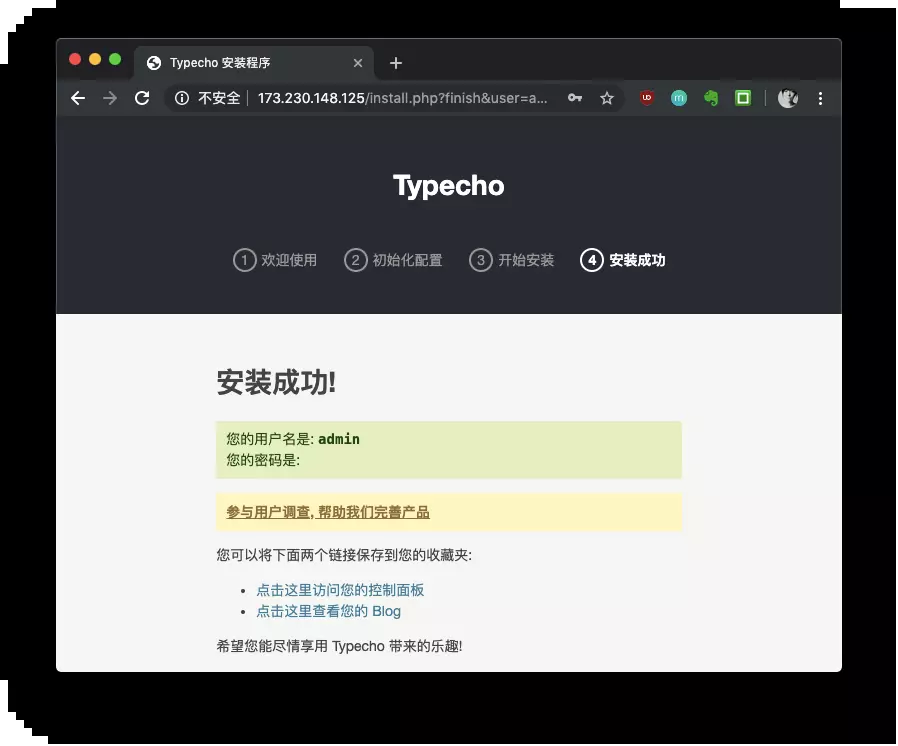 Typecho 安装程序
不安全 173.230.148.125/install.php?finish&user=a...
Typecho
1 欢迎使用 2 初始化配置 3 开始安装 4 安装成功
安装成功!
您的用户名是: admin
您的密码是:
参与用户调查, 帮助我们完善产品
您可以将下面两个链接保存到您的收藏夹:
• 点击这里访问您的控制面板
• 点击这里查看您的 Blog
希望您能尽情享用 Typecho 带来的乐趣!